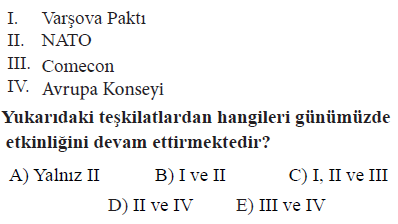 I. Varşova Paktı
II. NATO
III. Comecon
IV. Avrupa Konseyi
Yukarıdaki teşkilatlardan hangileri günümüzde
etkinliğini devam ettirmektedir?
A) Yalnız II B) I ve II C) I, II ve III
D) II ve IV E) III ve IV